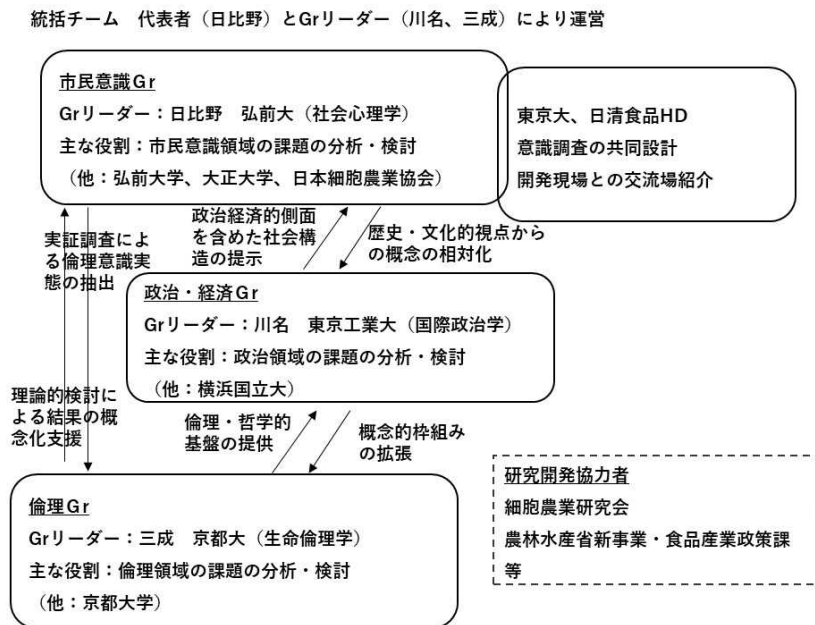 統括チーム 代表者（日比野）とGrリーダー（川名、三成）により運営
市民意識Ｇr
Grリーダー：日比野 弘前大（社会心理学）
主な役割：市民意識領域の課題の分析・検討
（他：弘前大学、大正大学、日本細胞農業協会）
東京大、日清食品HD
意識調査の共同設計
開発現場との交流場紹介
実証調査によ
る倫理意識実
態の抽出
政治経済的側面
を含めた社会構
造の提示
歴史・文化的視点から
の概念の相対化
政治・経済Ｇr
Grリーダー：川名 東京工業大（国際政治学）
主な役割：政治領域の課題の分析・検討
（他：横浜国立大）
理論的検討に
よる結果の概
念化支援
倫理・哲学的
基盤の提供
概念的枠組み
の拡張
倫理Ｇr
Grリーダー：三成 京都大（生命倫理学）
主な役割：倫理領域の課題の分析・検討
（他：京都大学）
研究開発協力者
細胞農業研究会
農林水産省新事業・食品産業政策課
等